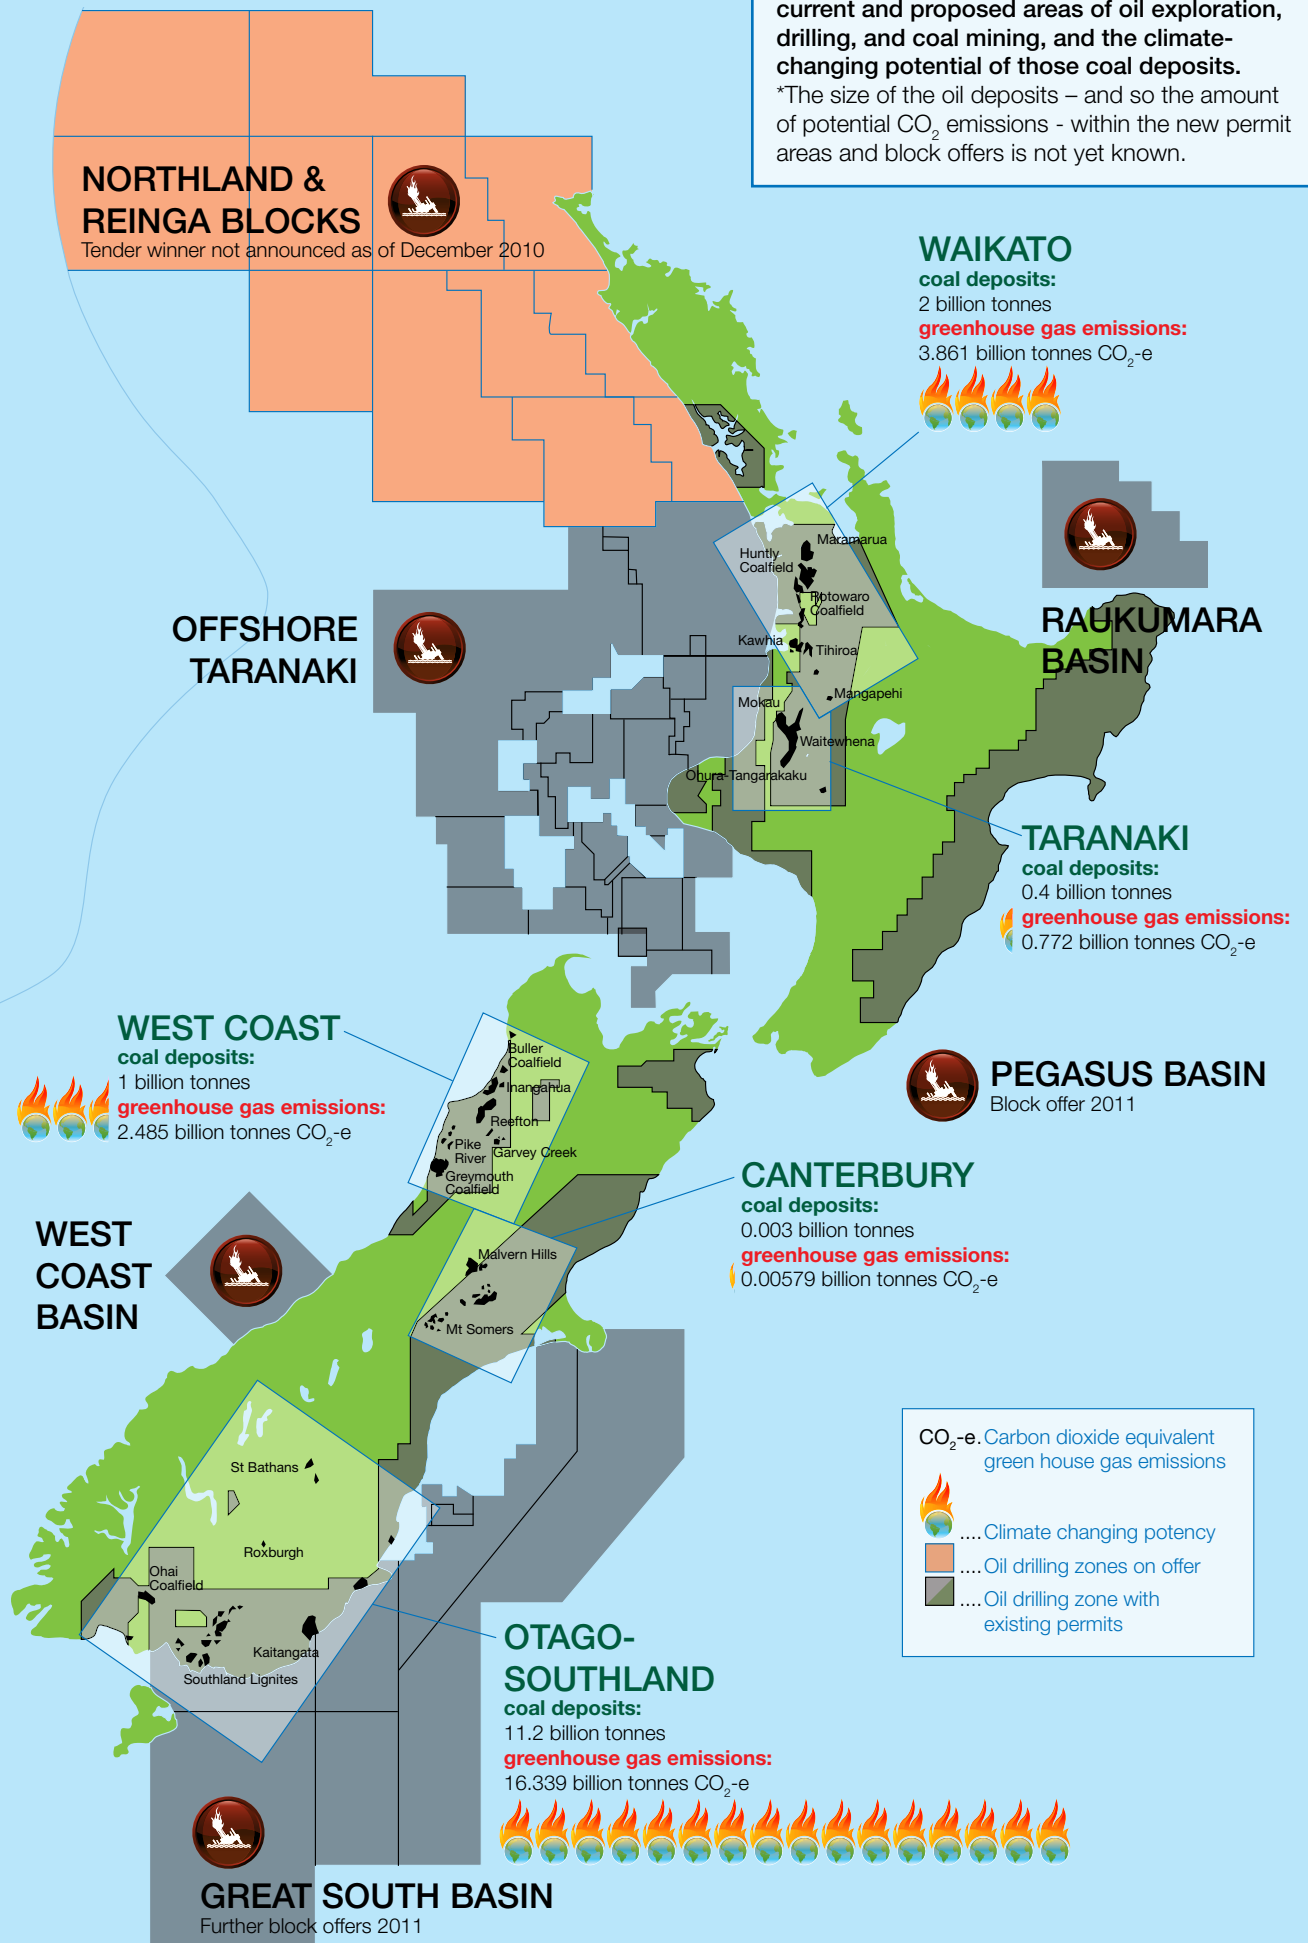 current and proposed areas of oil exploration,
drilling, and coal mining, and the climate-
changing potential of those coal deposits.
*The size of the oil deposits – and so the amount
of potential CO₂ emissions - within the new permit
areas and block offers is not yet known.
NORTHLAND &
REINGA BLOCKS
Tender winner not announced as of December 2010
WAIKATO
coal deposits:
2 billion tonnes
greenhouse gas emissions:
3.861 billion tonnes CO₂-e
Maramarua
Huntly
Coalfield
Rotowaro
Coalfield
Kawhia
Tihiroa
Mangapehi
Mokau
Waitewhena
Ohura-Tangarakaku
OFFSHORE
TARANAKI
RAUKUMARA
BASIN
TARANAKI
coal deposits:
0.4 billion tonnes
greenhouse gas emissions:
0.772 billion tonnes CO₂-e
WEST COAST
coal deposits:
1 billion tonnes
greenhouse gas emissions:
2.485 billion tonnes CO₂-e
Buller
Coalfield
Inangahua
Reefton
Pike
River
Garvey Creek
Greymouth
Coalfield
PEGASUS BASIN
Block offer 2011
CANTERBURY
coal deposits:
0.003 billion tonnes
greenhouse gas emissions:
0.00579 billion tonnes CO₂-e
WEST
COAST
BASIN
Malvern Hills
Mt Somers
CO₂-e. Carbon dioxide equivalent
green house gas emissions
.... Climate changing potency
.... Oil drilling zones on offer
.... Oil drilling zone with
existing permits
St Bathans
Roxburgh
Ohai
Coalfield
Kaitangata
Southland Lignites
OTAGO-
SOUTHLAND
coal deposits:
11.2 billion tonnes
greenhouse gas emissions:
16.339 billion tonnes CO₂-e
GREAT SOUTH BASIN
Further block offers 2011